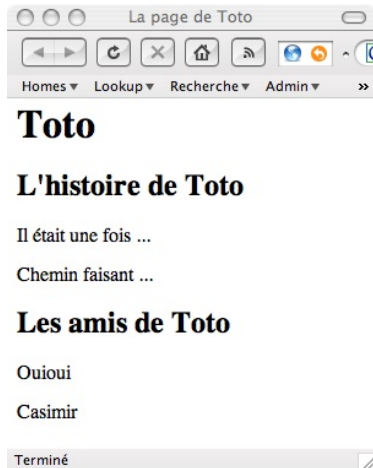 La page de Toto
Homes Lookup Recherche Admin »
Toto
L'histoire de Toto
Il était une fois ...
Chemin faisant ...
Les amis de Toto
Ouioui
Casimir
Terminé